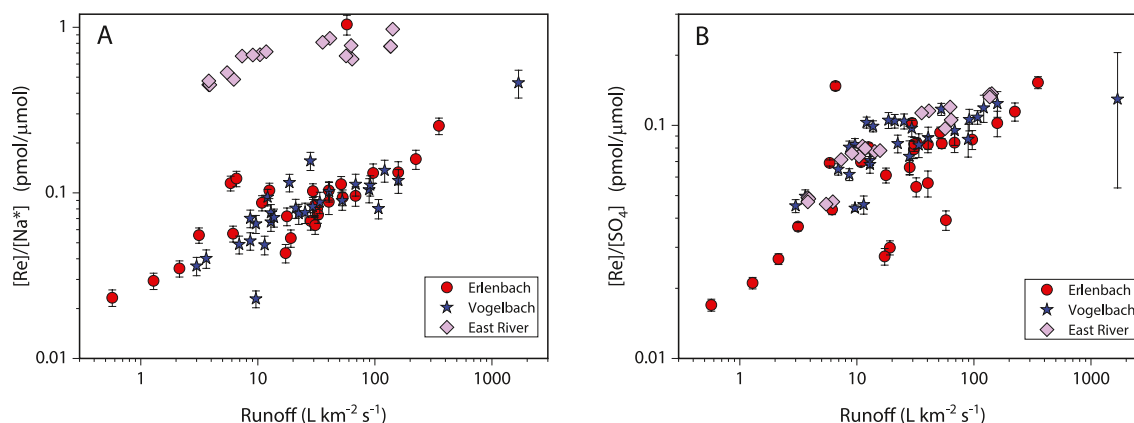 A
1
0.1
0.01
[Re]/[Na*] (pmol/μmol)
1
10
100
1000
Runoff (L km-2 s-1)
Erlenbach
Vogelbach
East River
B
0.1
0.01
[Re]/[SO4] (pmol/μmol)
1
10
100
1000
Runoff (L km-2 s-1)
Erlenbach
Vogelbach
East River